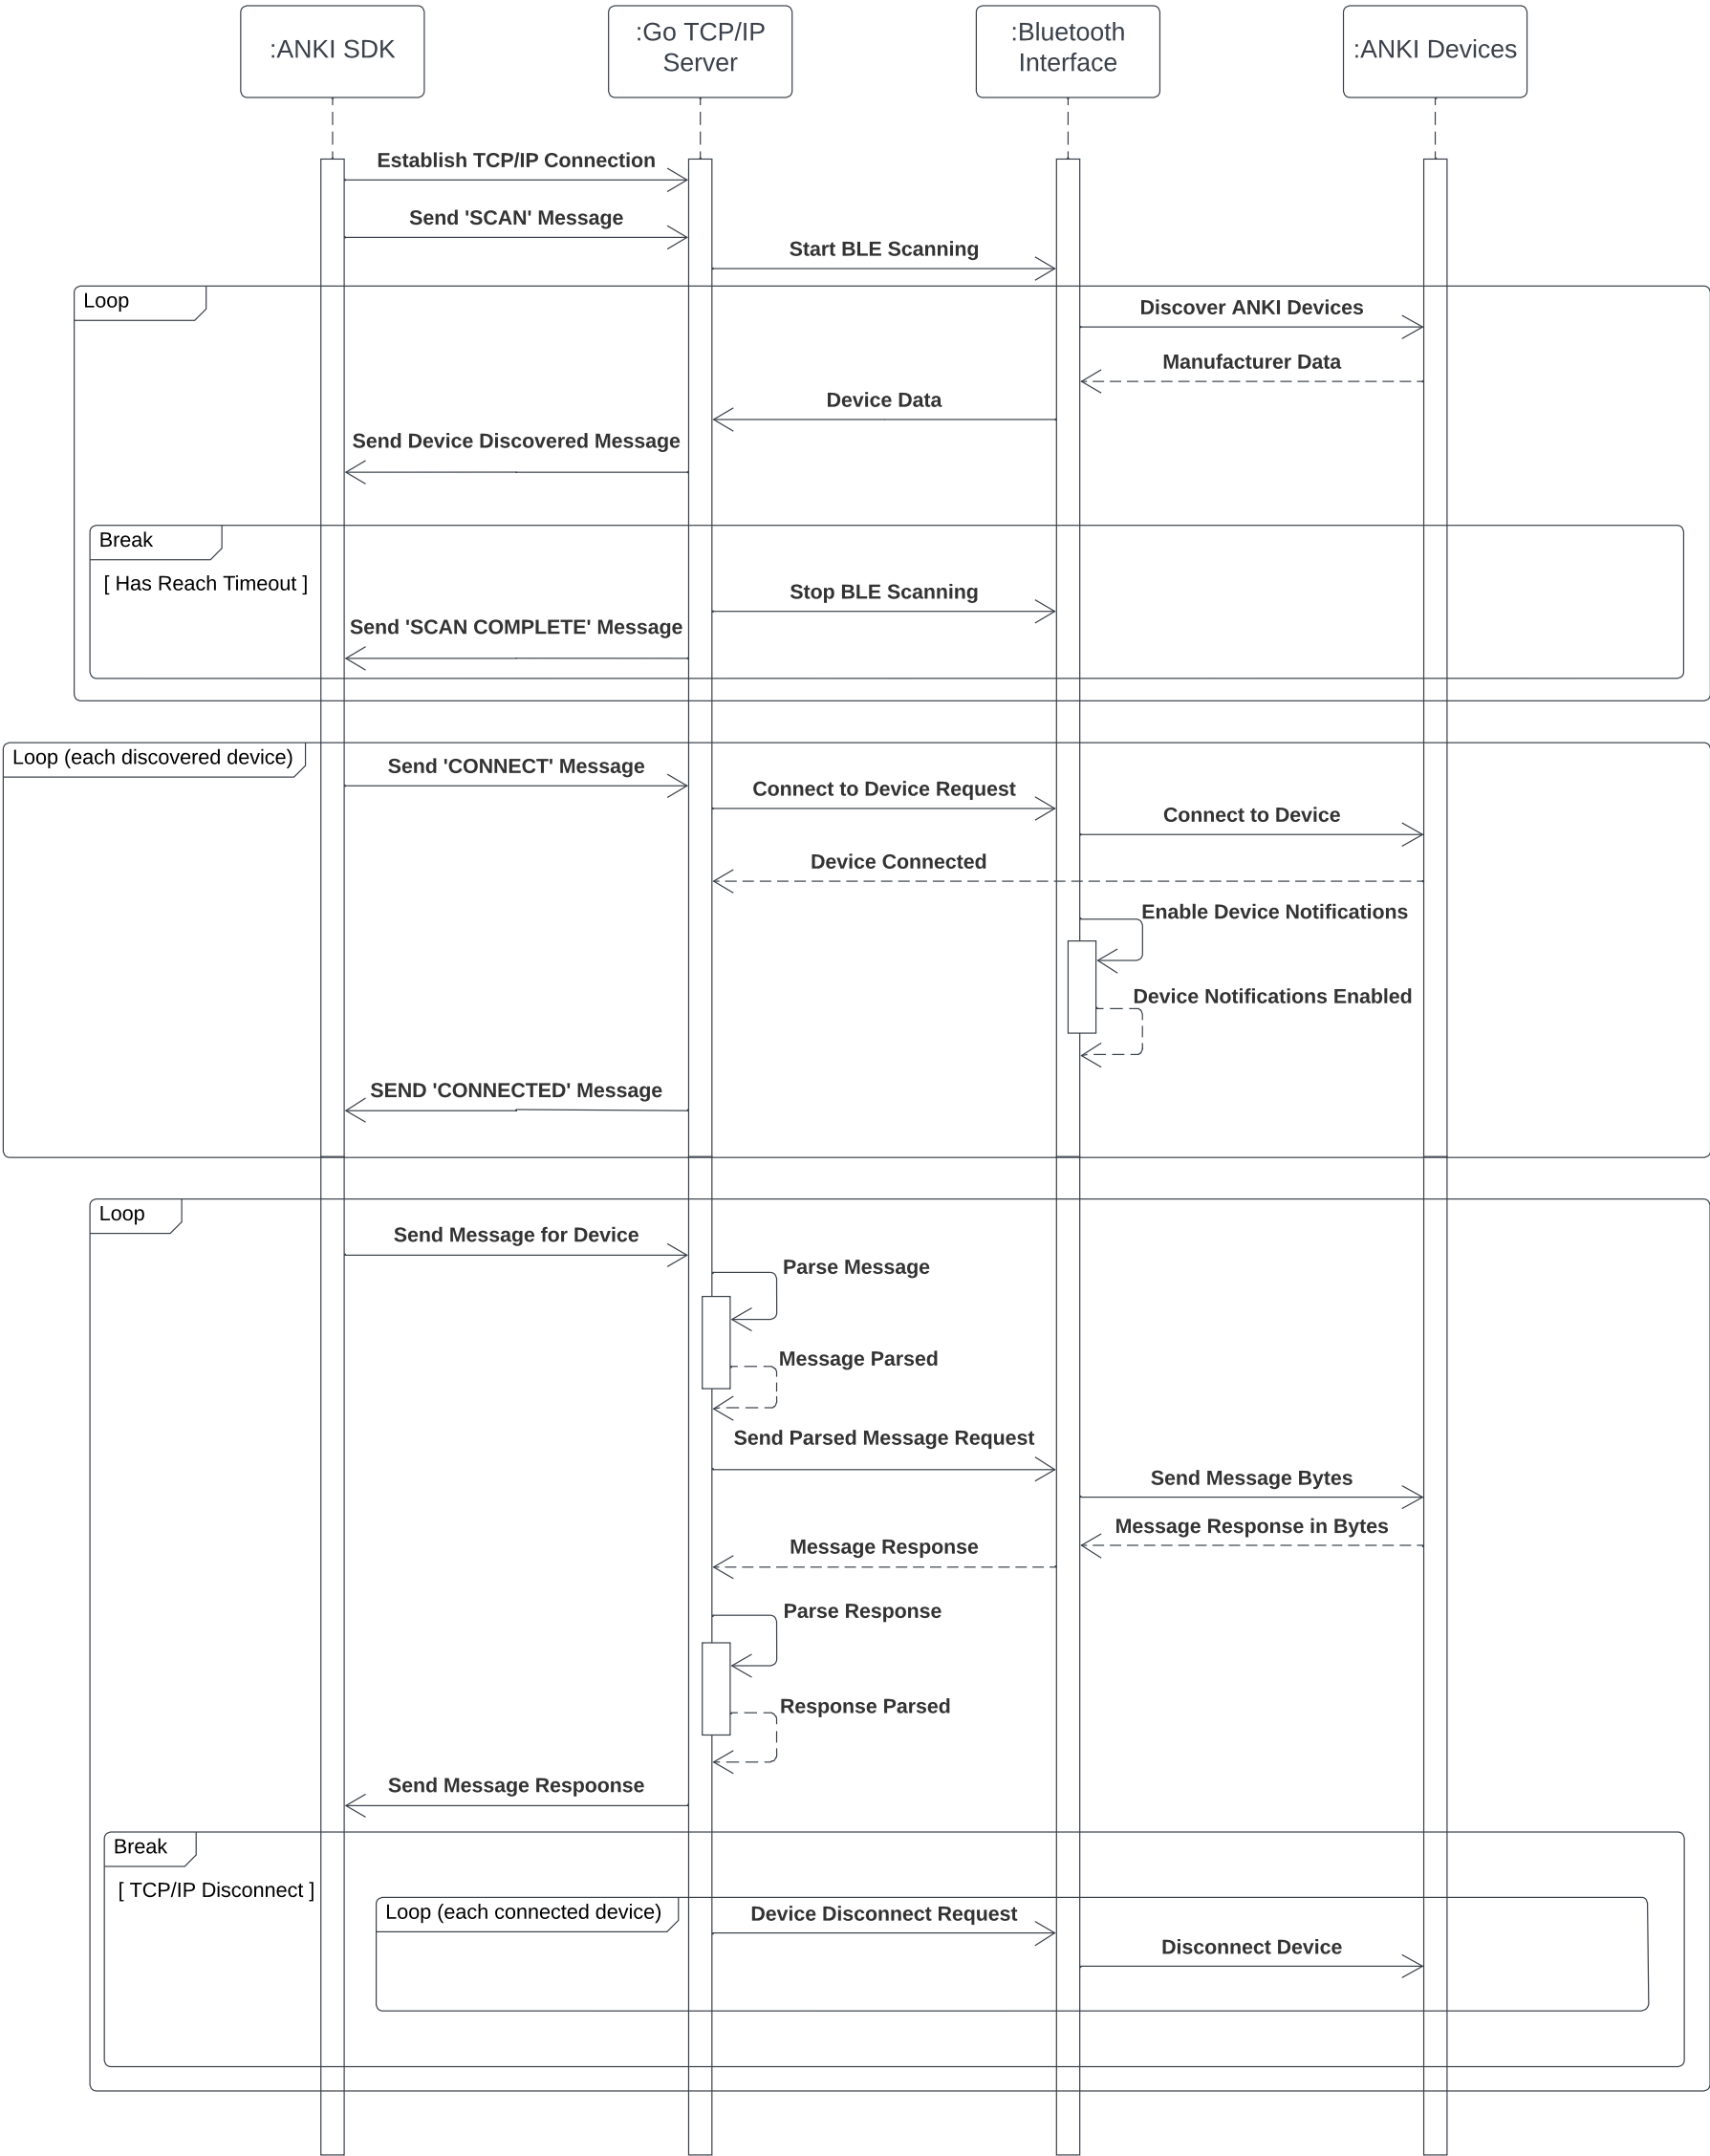 :ANKI SDK
:Go TCP/IP
Server
:Bluetooth
Interface
:ANKI Devices
Establish TCP/IP Connection
Send 'SCAN' Message
Start BLE Scanning
Loop
Discover ANKI Devices
Manufacturer Data
Device Data
Send Device Discovered Message
Break
[ Has Reach Timeout ]
Stop BLE Scanning
Send 'SCAN COMPLETE' Message
Loop (each discovered device)
Send 'CONNECT' Message
Connect to Device Request
Connect to Device
Device Connected
Enable Device Notifications
Device Notifications Enabled
SEND 'CONNECTED' Message
Loop
Send Message for Device
Parse Message
Message Parsed
Send Parsed Message Request
Send Message Bytes
Message Response in Bytes
Message Response
Parse Response
Response Parsed
Send Message Respoonse
Break
[ TCP/IP Disconnect ]
Loop (each connected device)
Device Disconnect Request
Disconnect Device